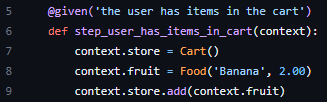 5 @given('the user has items in the cart')
6 def step_user_has_items_in_cart(context):
7 context.store = Cart()
8 context.fruit = Food('Banana', 2.00)
9 context.store.add(context.fruit)